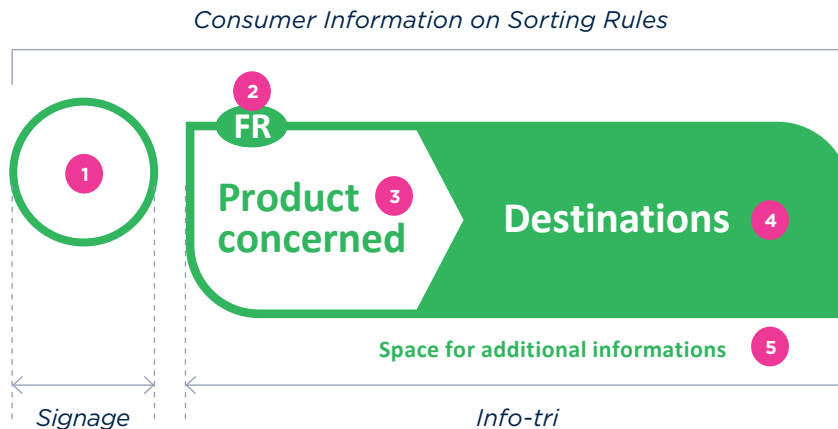 Consumer Information on Sorting Rules
2
FR
1
Product 3
concerned
Destinations 4
Space for additional informations 5
Signage
Info-tri